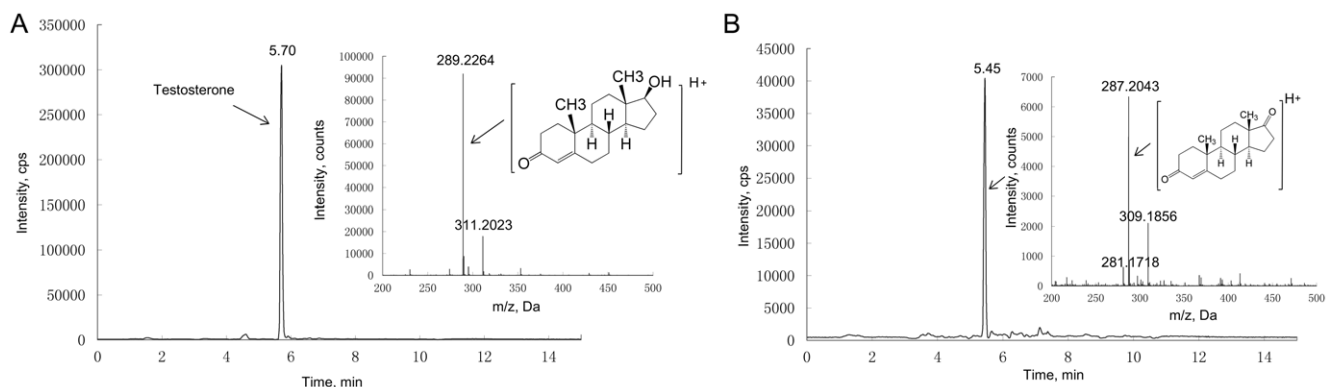 A
350000
300000
250000
200000
150000
100000
50000
0
Intensity, cps
0 2 4 6 8 10 12 14
Time, min
5.70
Testosterone
100000
90000
80000
70000
60000
50000
40000
30000
20000
10000
0
Intensity, counts
200 250 300 350 400 450 500
m/z, Da
289.2264
311.2023
CH3
CH3
OH
H
H
H
O
H+
B
45000
40000
35000
30000
25000
20000
15000
10000
5000
0
Intensity, cps
0 2 4 6 8 10 12 14
Time, min
5.45
7000
6000
5000
4000
3000
2000
1000
0
Intensity, counts
200 250 300 350 400 450 500
m/z, Da
287.2043
309.1856
281.1718
O
CH3
CH3
H
H
H
O
H+